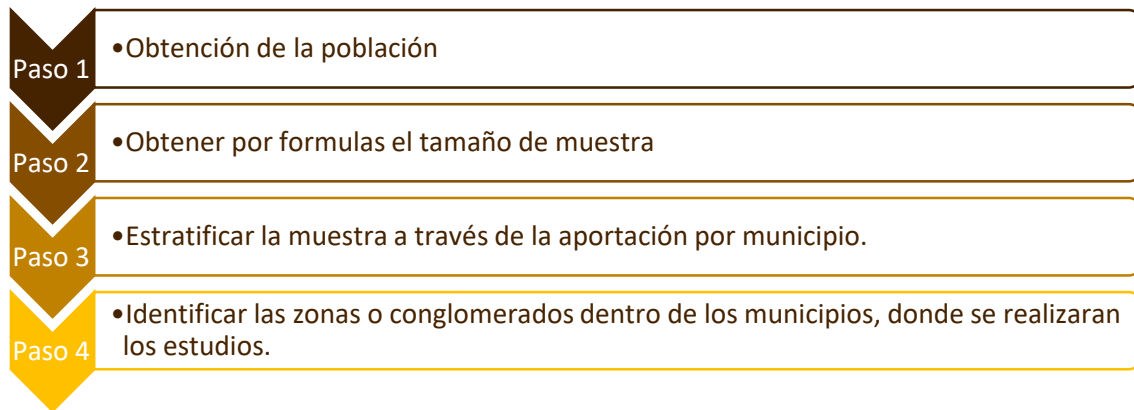 Paso 1
•Obtención de la población
Paso 2
•Obtener por formulas el tamaño de muestra
Paso 3
•Estratificar la muestra a través de la aportación por municipio.
Paso 4
•Identificar las zonas o conglomerados dentro de los municipios, donde se realizaran
los estudios.